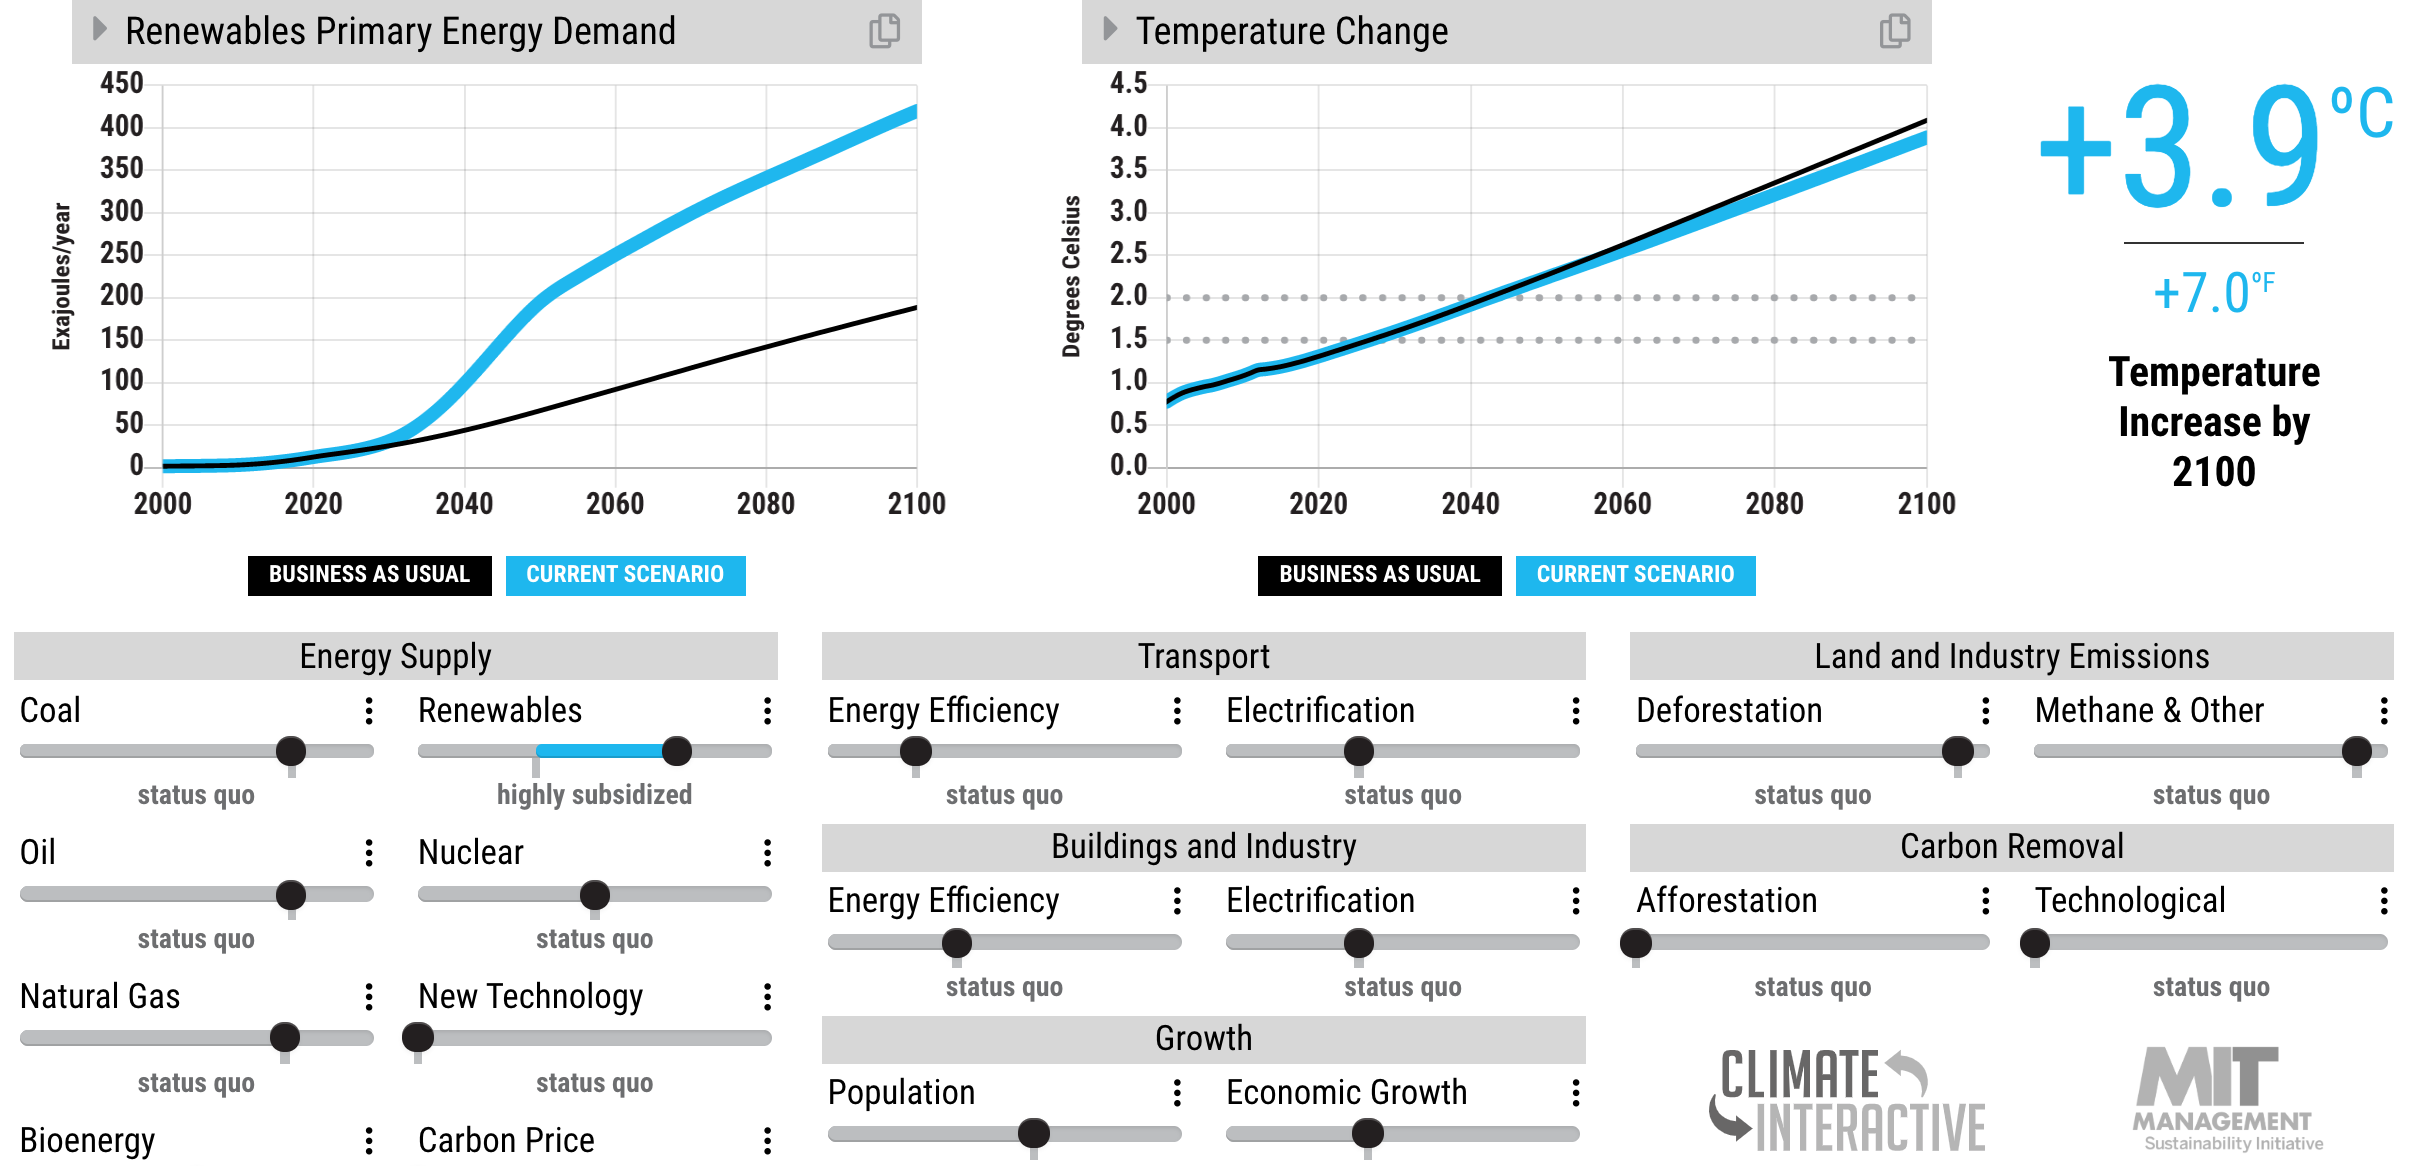 Renewables Primary Energy Demand
450
400
350
300
250
200
150
100
50
0
Exajoules/year
2000 2020 2040 2060 2080 2100
BUSINESS AS USUAL CURRENT SCENARIO
Temperature Change
4.5
4.0
3.5
3.0
2.5
2.0
1.5
1.0
0.5
0.0
Degrees Celsius
2000 2020 2040 2060 2080 2100
BUSINESS AS USUAL CURRENT SCENARIO
+3.9ºC
+7.0ºF
Temperature
Increase by
2100
Energy Supply
Coal Renewables
status quo highly subsidized
Oil Nuclear
status quo status quo
Natural Gas New Technology
status quo status quo
Bioenergy Carbon Price
Transport
Energy Efficiency Electrification
status quo status quo
Buildings and Industry
Energy Efficiency Electrification
status quo status quo
Growth
Population Economic Growth
Land and Industry Emissions
Deforestation Methane & Other
status quo status quo
Carbon Removal
Afforestation Technological
status quo status quo
CLIMATE
INTERACTIVE
MIT
MANAGEMENT
Sustainability Initiative